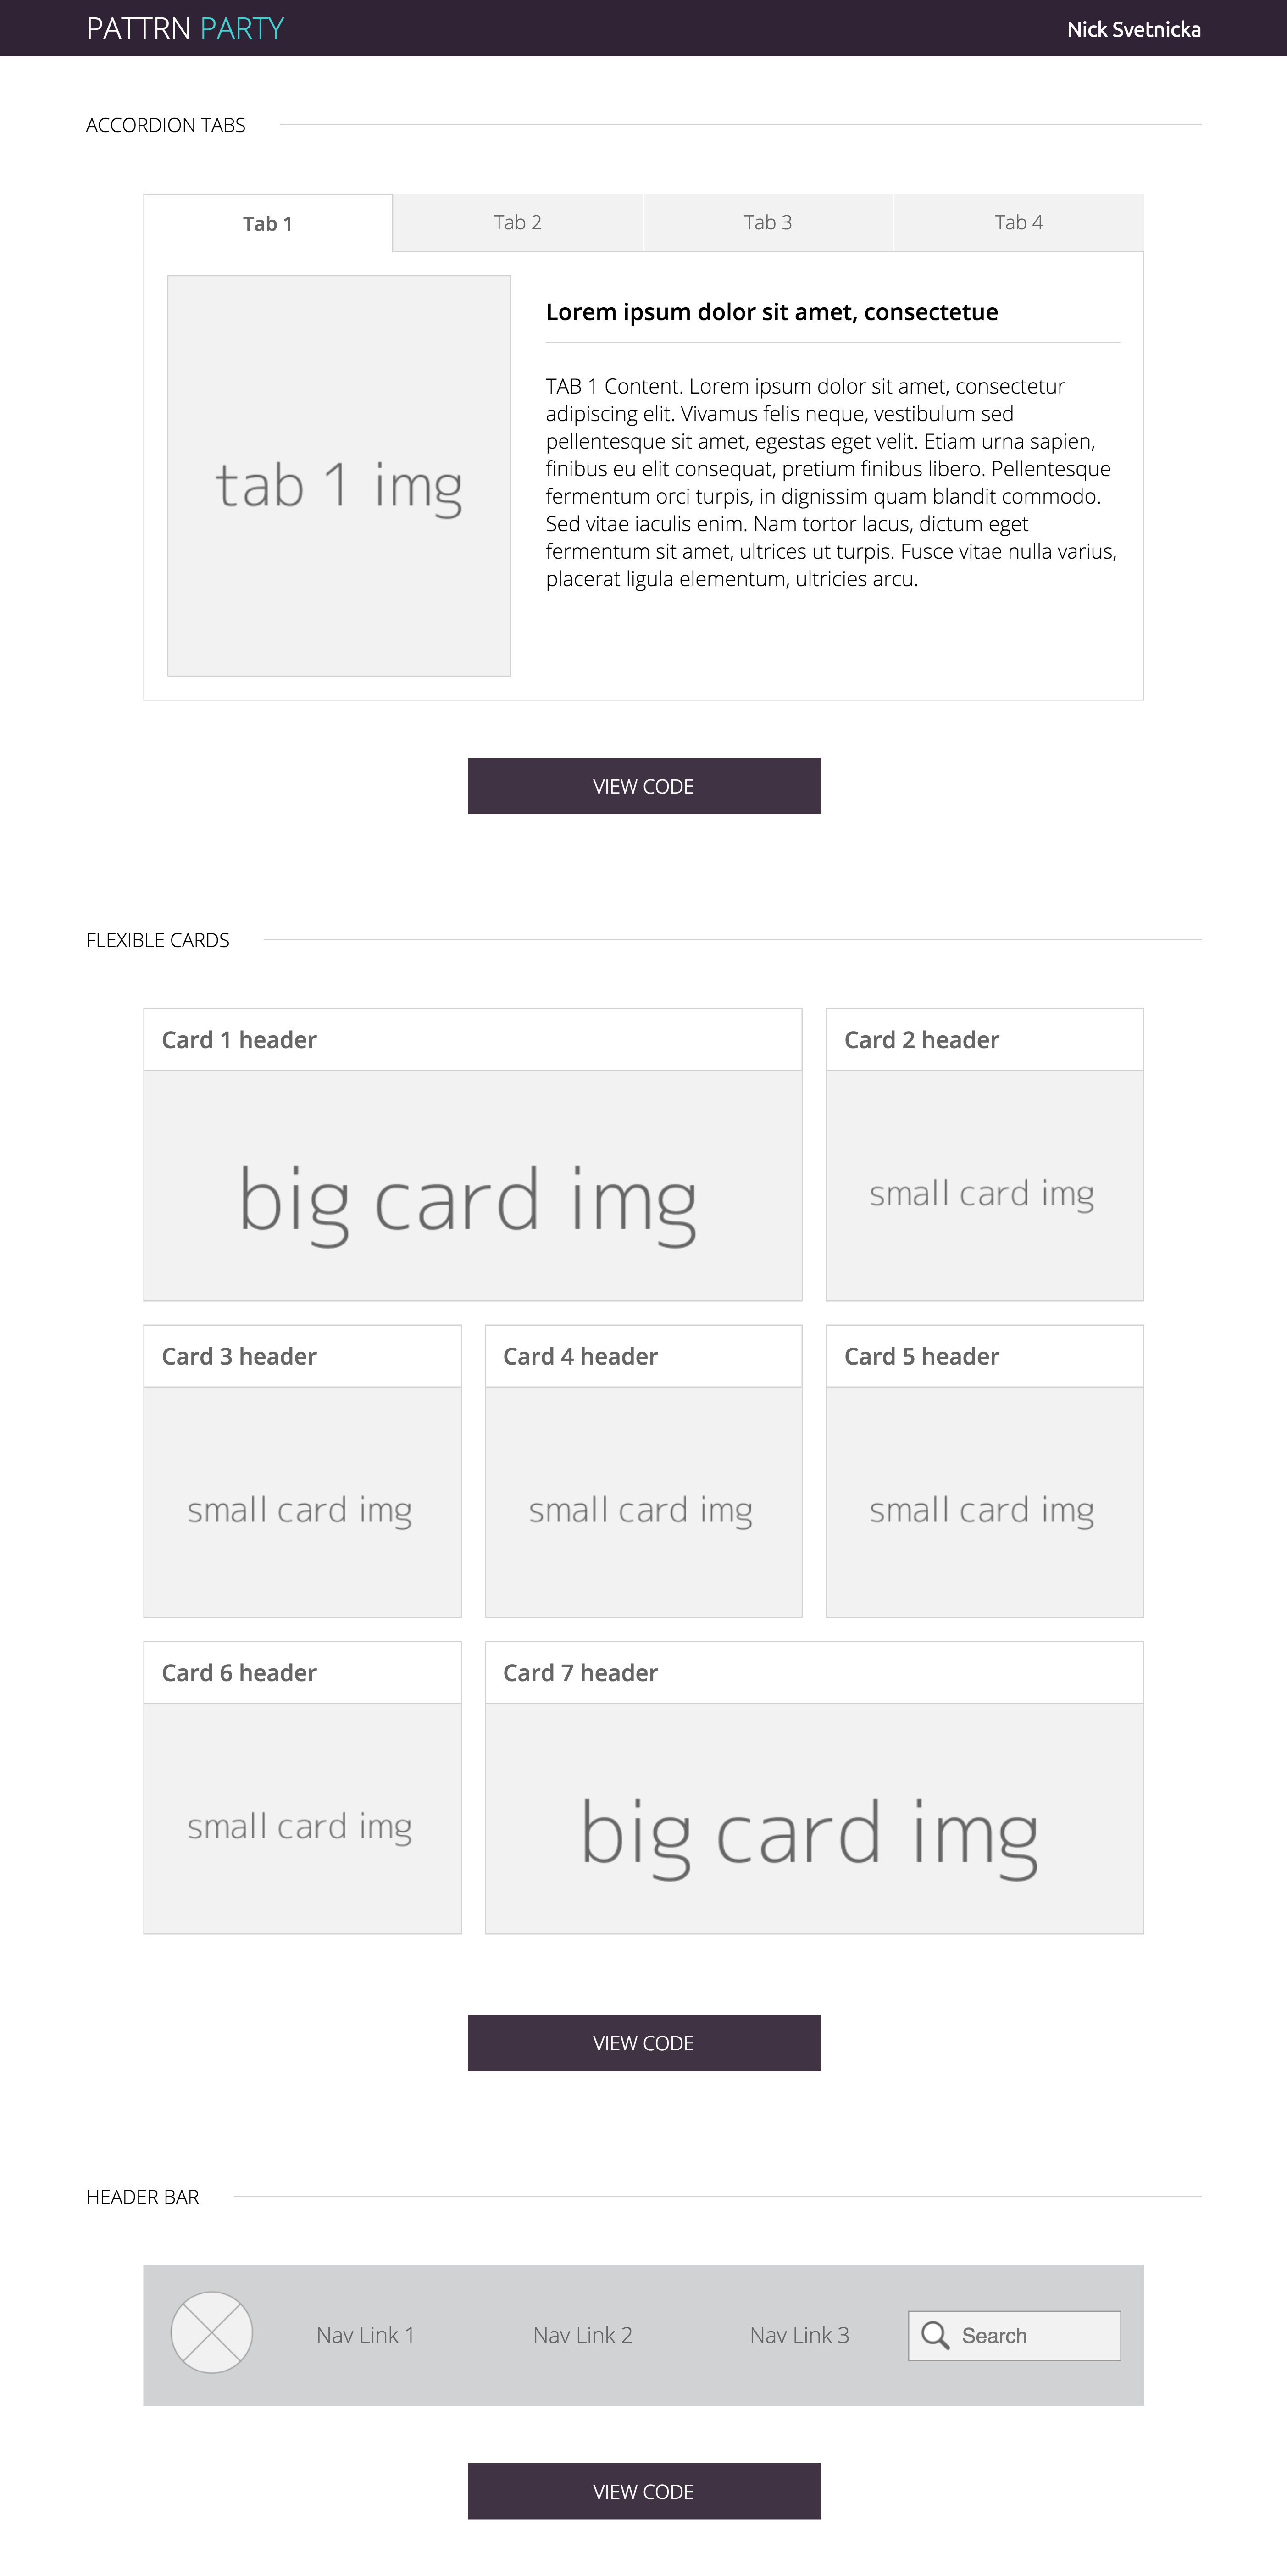 PATTRN PARTY
Nick Svetnicka
ACCORDION TABS
Tab 1
Tab 2
Tab 3
Tab 4
tab 1 img
Lorem ipsum dolor sit amet, consectetue
TAB 1 Content. Lorem ipsum dolor sit amet, consectetur
adipiscing elit. Vivamus felis neque, vestibulum sed
pellentesque sit amet, egestas eget velit. Etiam urna sapien,
finibus eu elit consequat, pretium finibus libero. Pellentesque
fermentum orci turpis, in dignissim quam blandit commodo.
Sed vitae iaculis enim. Nam tortor lacus, dictum eget
fermentum sit amet, ultrices ut turpis. Fusce vitae nulla varius,
placerat ligula elementum, ultricies arcu.
VIEW CODE
FLEXIBLE CARDS
Card 1 header
big card img
Card 2 header
small card img
Card 3 header
small card img
Card 4 header
small card img
Card 5 header
small card img
Card 6 header
small card img
Card 7 header
big card img
VIEW CODE
HEADER BAR
Nav Link 1
Nav Link 2
Nav Link 3
Search
VIEW CODE